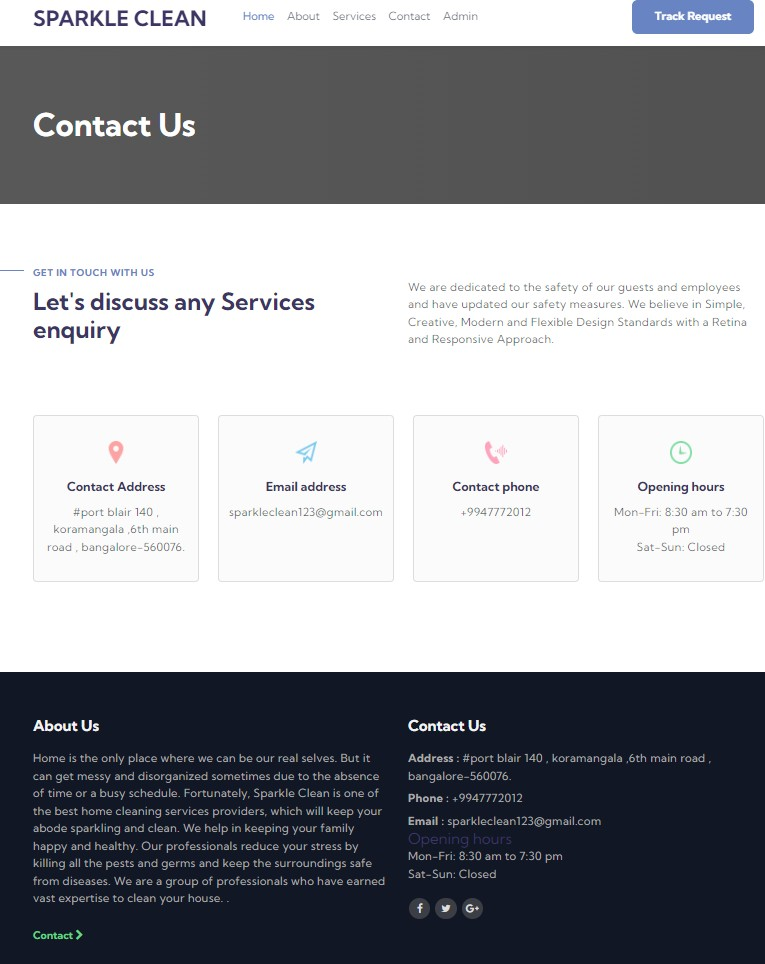 SPARKLE CLEAN
Home About Services Contact Admin
Track Request
Contact Us
GET IN TOUCH WITH US
Let's discuss any Services
enquiry
We are dedicated to the safety of our guests and employees
and have updated our safety measures. We believe in Simple,
Creative, Modern and Flexible Design Standards with a Retina
and Responsive Approach.
Contact Address
#port blair 140 ,
koramangala ,6th main
road , bangalore-560076.
Email address
sparkleclean123@gmail.com
Contact phone
+9947772012
Opening hours
Mon-Fri: 8:30 am to 7:30
pm
Sat-Sun: Closed
About Us
Home is the only place where we can be our real selves. But it
can get messy and disorganized sometimes due to the absence
of time or a busy schedule. Fortunately, Sparkle Clean is one of
the best home cleaning services providers, which will keep your
abode sparkling and clean. We help in keeping your family
happy and healthy. Our professionals reduce your stress by
killing all the pests and germs and keep the surroundings safe
from diseases. We are a group of professionals who have earned
vast expertise to clean your house. .
Contact
Contact Us
Address : #port blair 140 , koramangala ,6th main road ,
bangalore-560076.
Phone : +9947772012
Email : sparkleclean123@gmail.com
Opening hours
Mon-Fri: 8:30 am to 7:30 pm
Sat-Sun: Closed